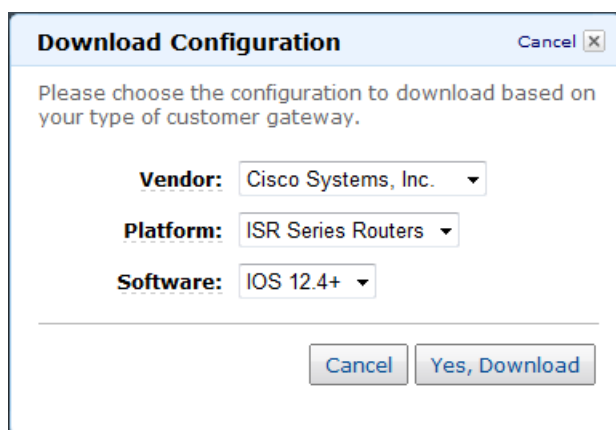 Download Configuration
Cancel
Please choose the configuration to download based on
your type of customer gateway.
Vendor: Cisco Systems, Inc.
Platform: ISR Series Routers
Software: IOS 12.4+
Cancel Yes, Download